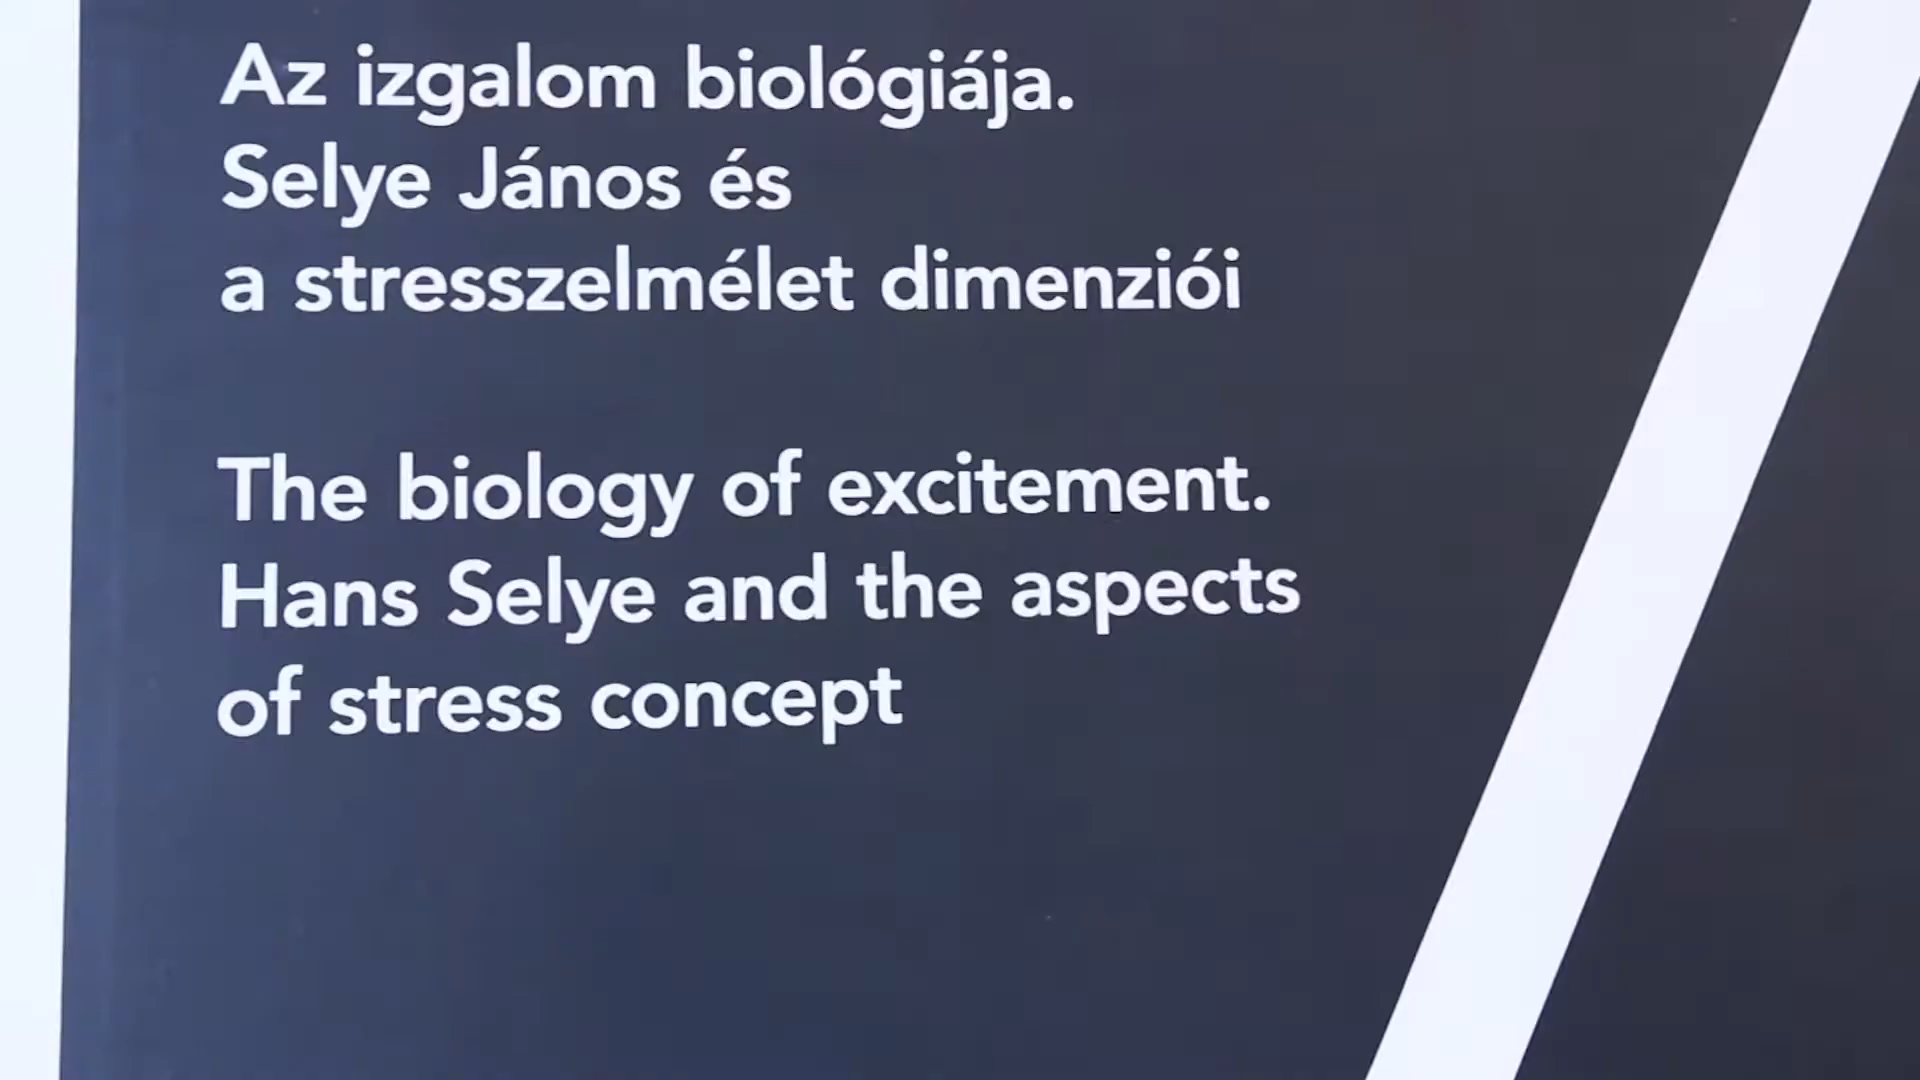 Az izgalom biológiája.
Selye János és
a stresszelmélet dimenziói
The biology of excitement.
Hans Selye and the aspects
of stress concept